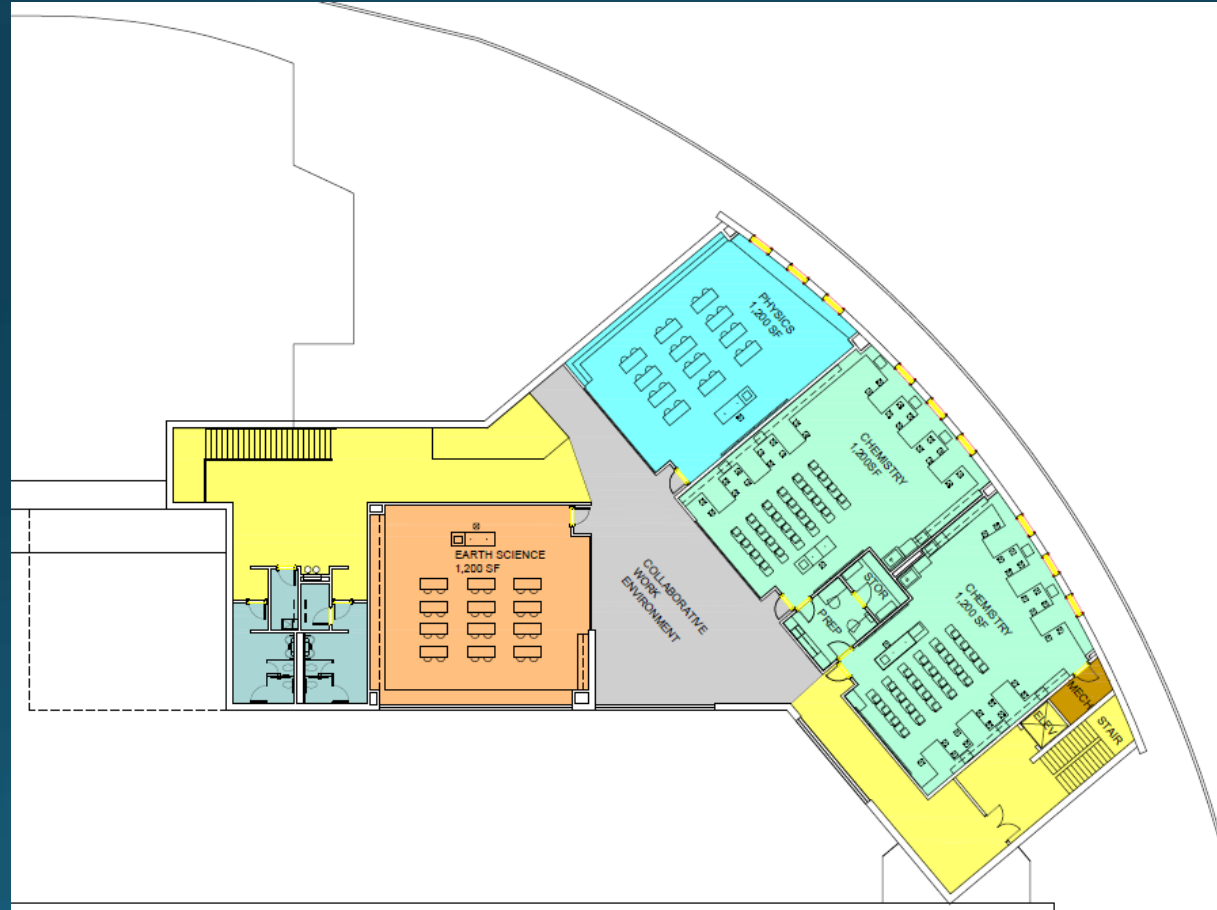 PHYSICS
1,200 SF
CHEMISTRY
1,200SF
EARTH SCIENCE
1,200 SF
COLLABORATIVE
WORK
ENVIRONMENT
STOR
PREP
CHEMISTRY
1,200 SF
MECH
ELEV
STAIR